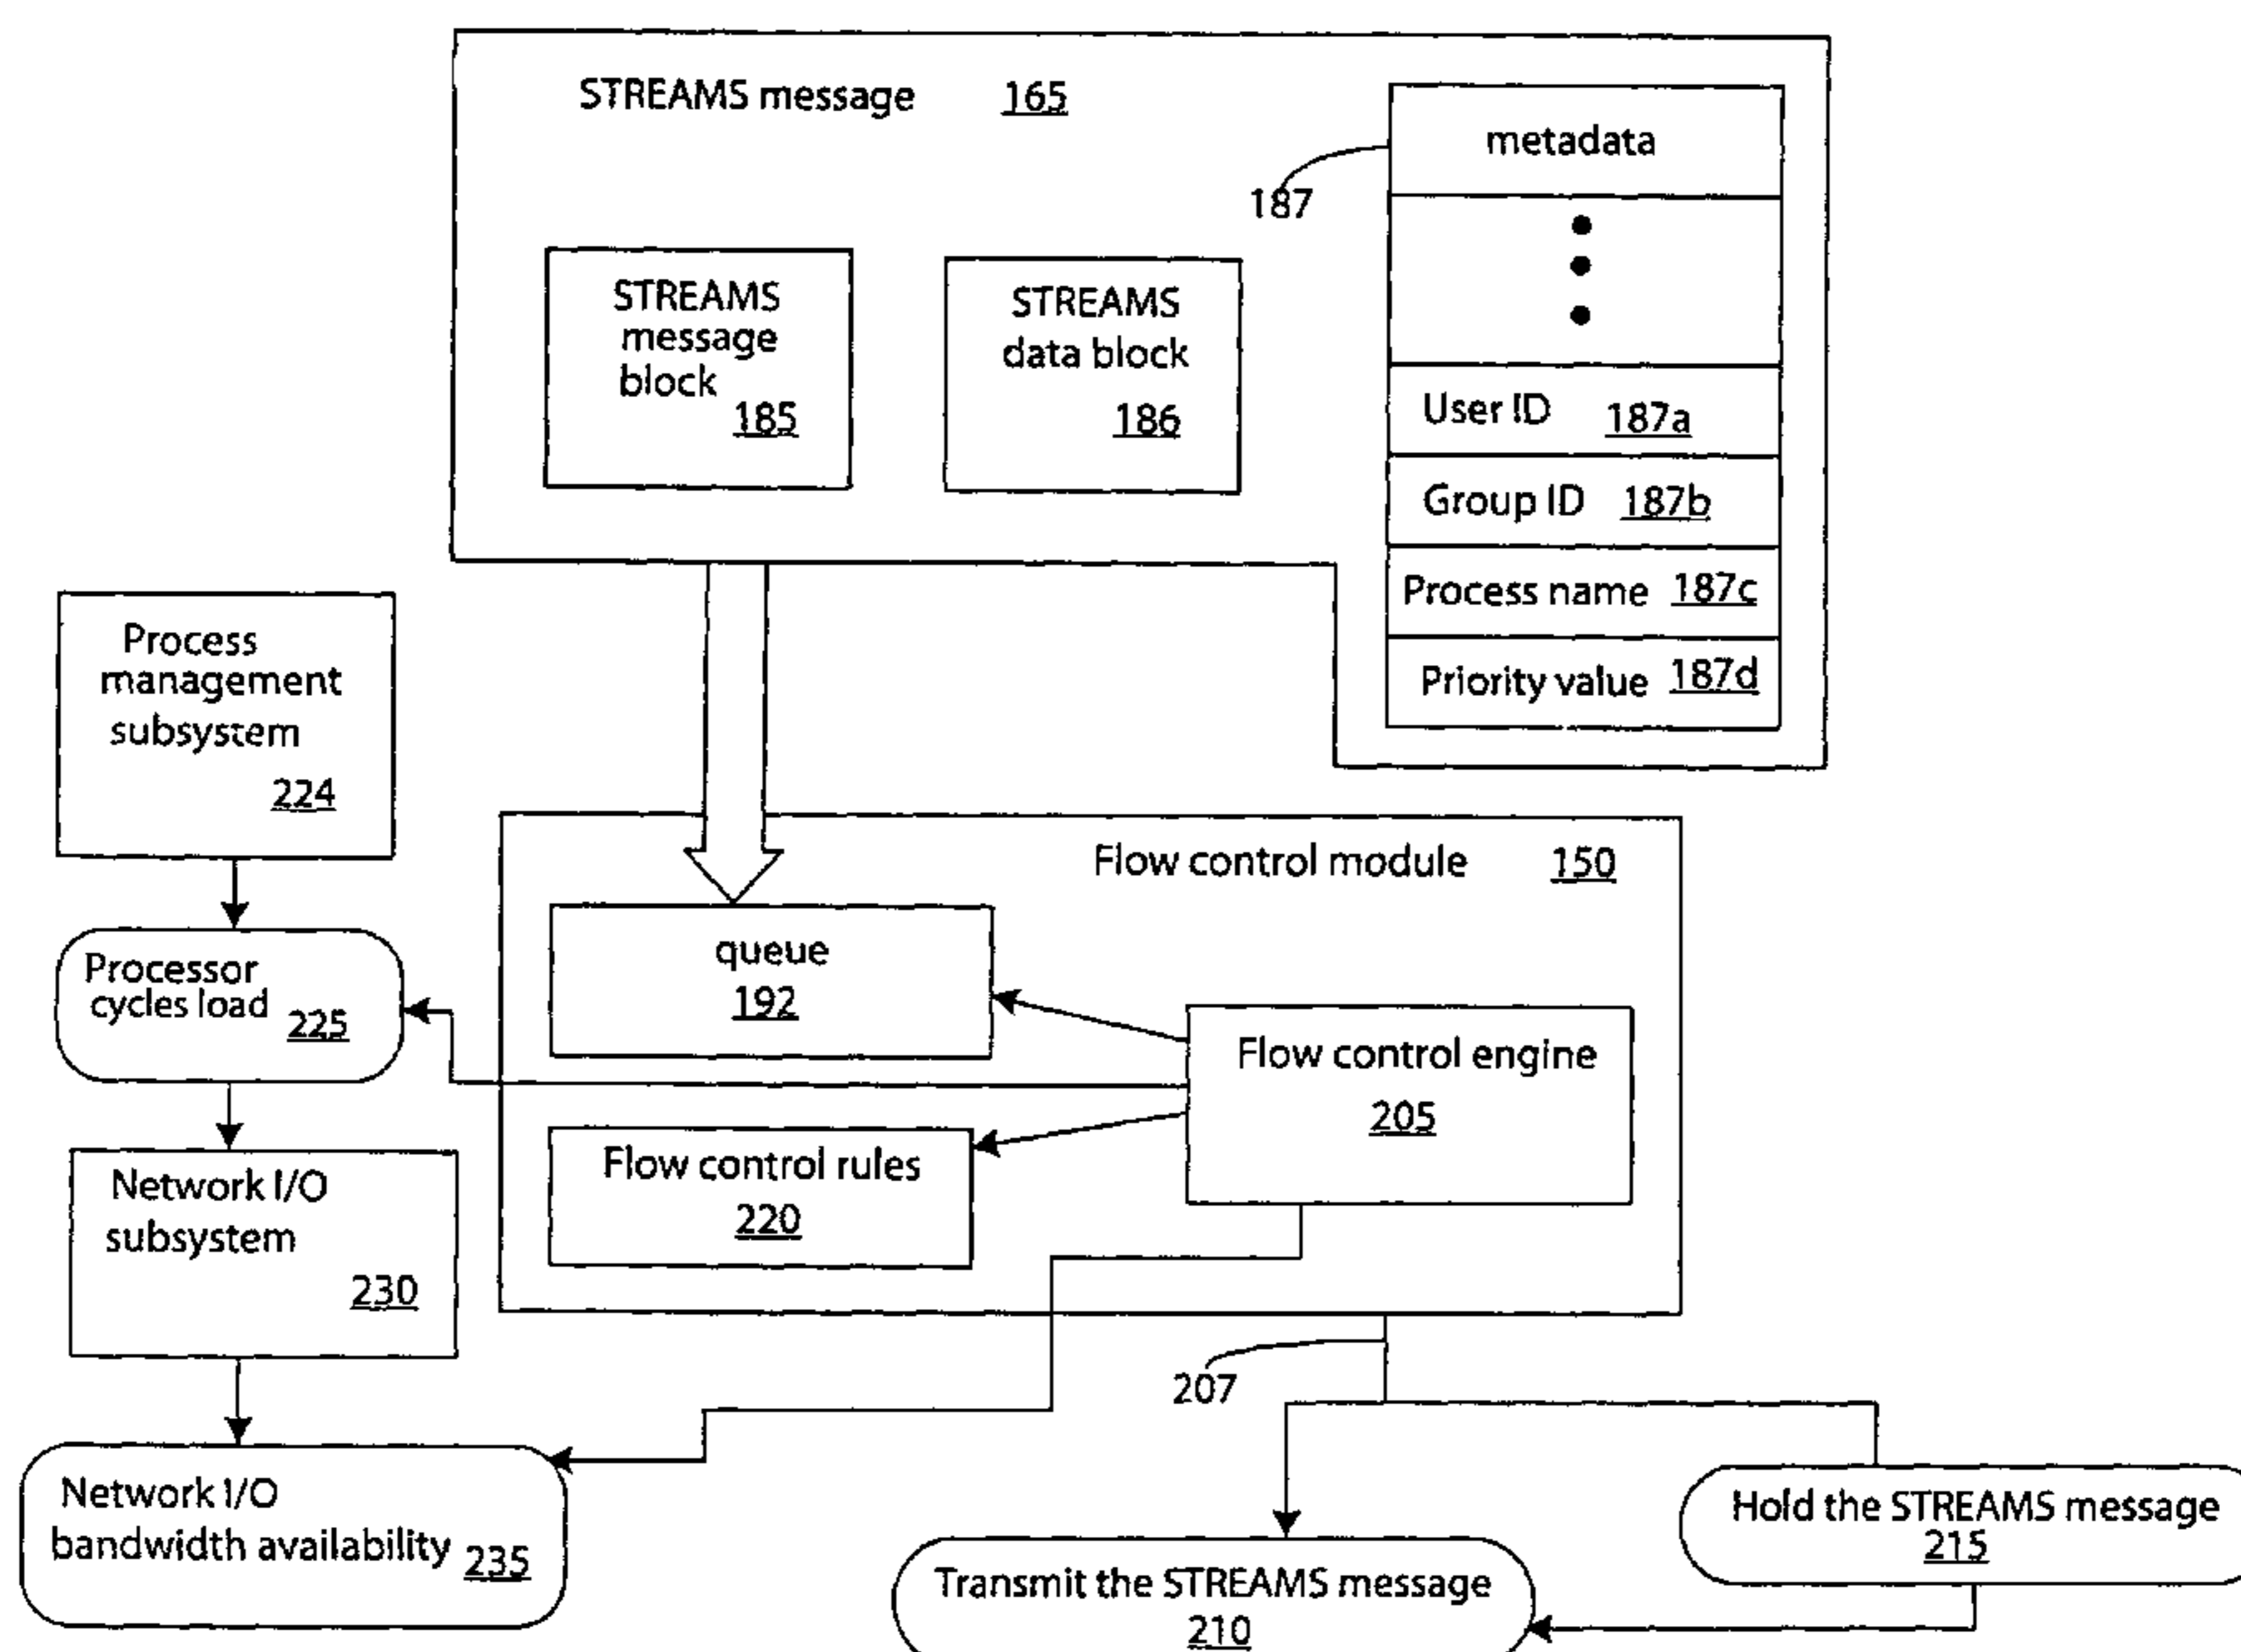 STREAMS message 165
metadata
187
STREAMS
message
block
185
STREAMS
data block
186
User ID 187a
Group ID 187b
Process name 187c
Priority value 187d
Process
management
subsystem
224
Flow control module 150
queue
192
Processor
cycles load 225
Flow control engine
205
Flow control rules
220
Network I/O
subsystem
230
207
Network I/O
bandwidth availability 235
Hold the STREAMS message
215
Transmit the STREAMS message
210